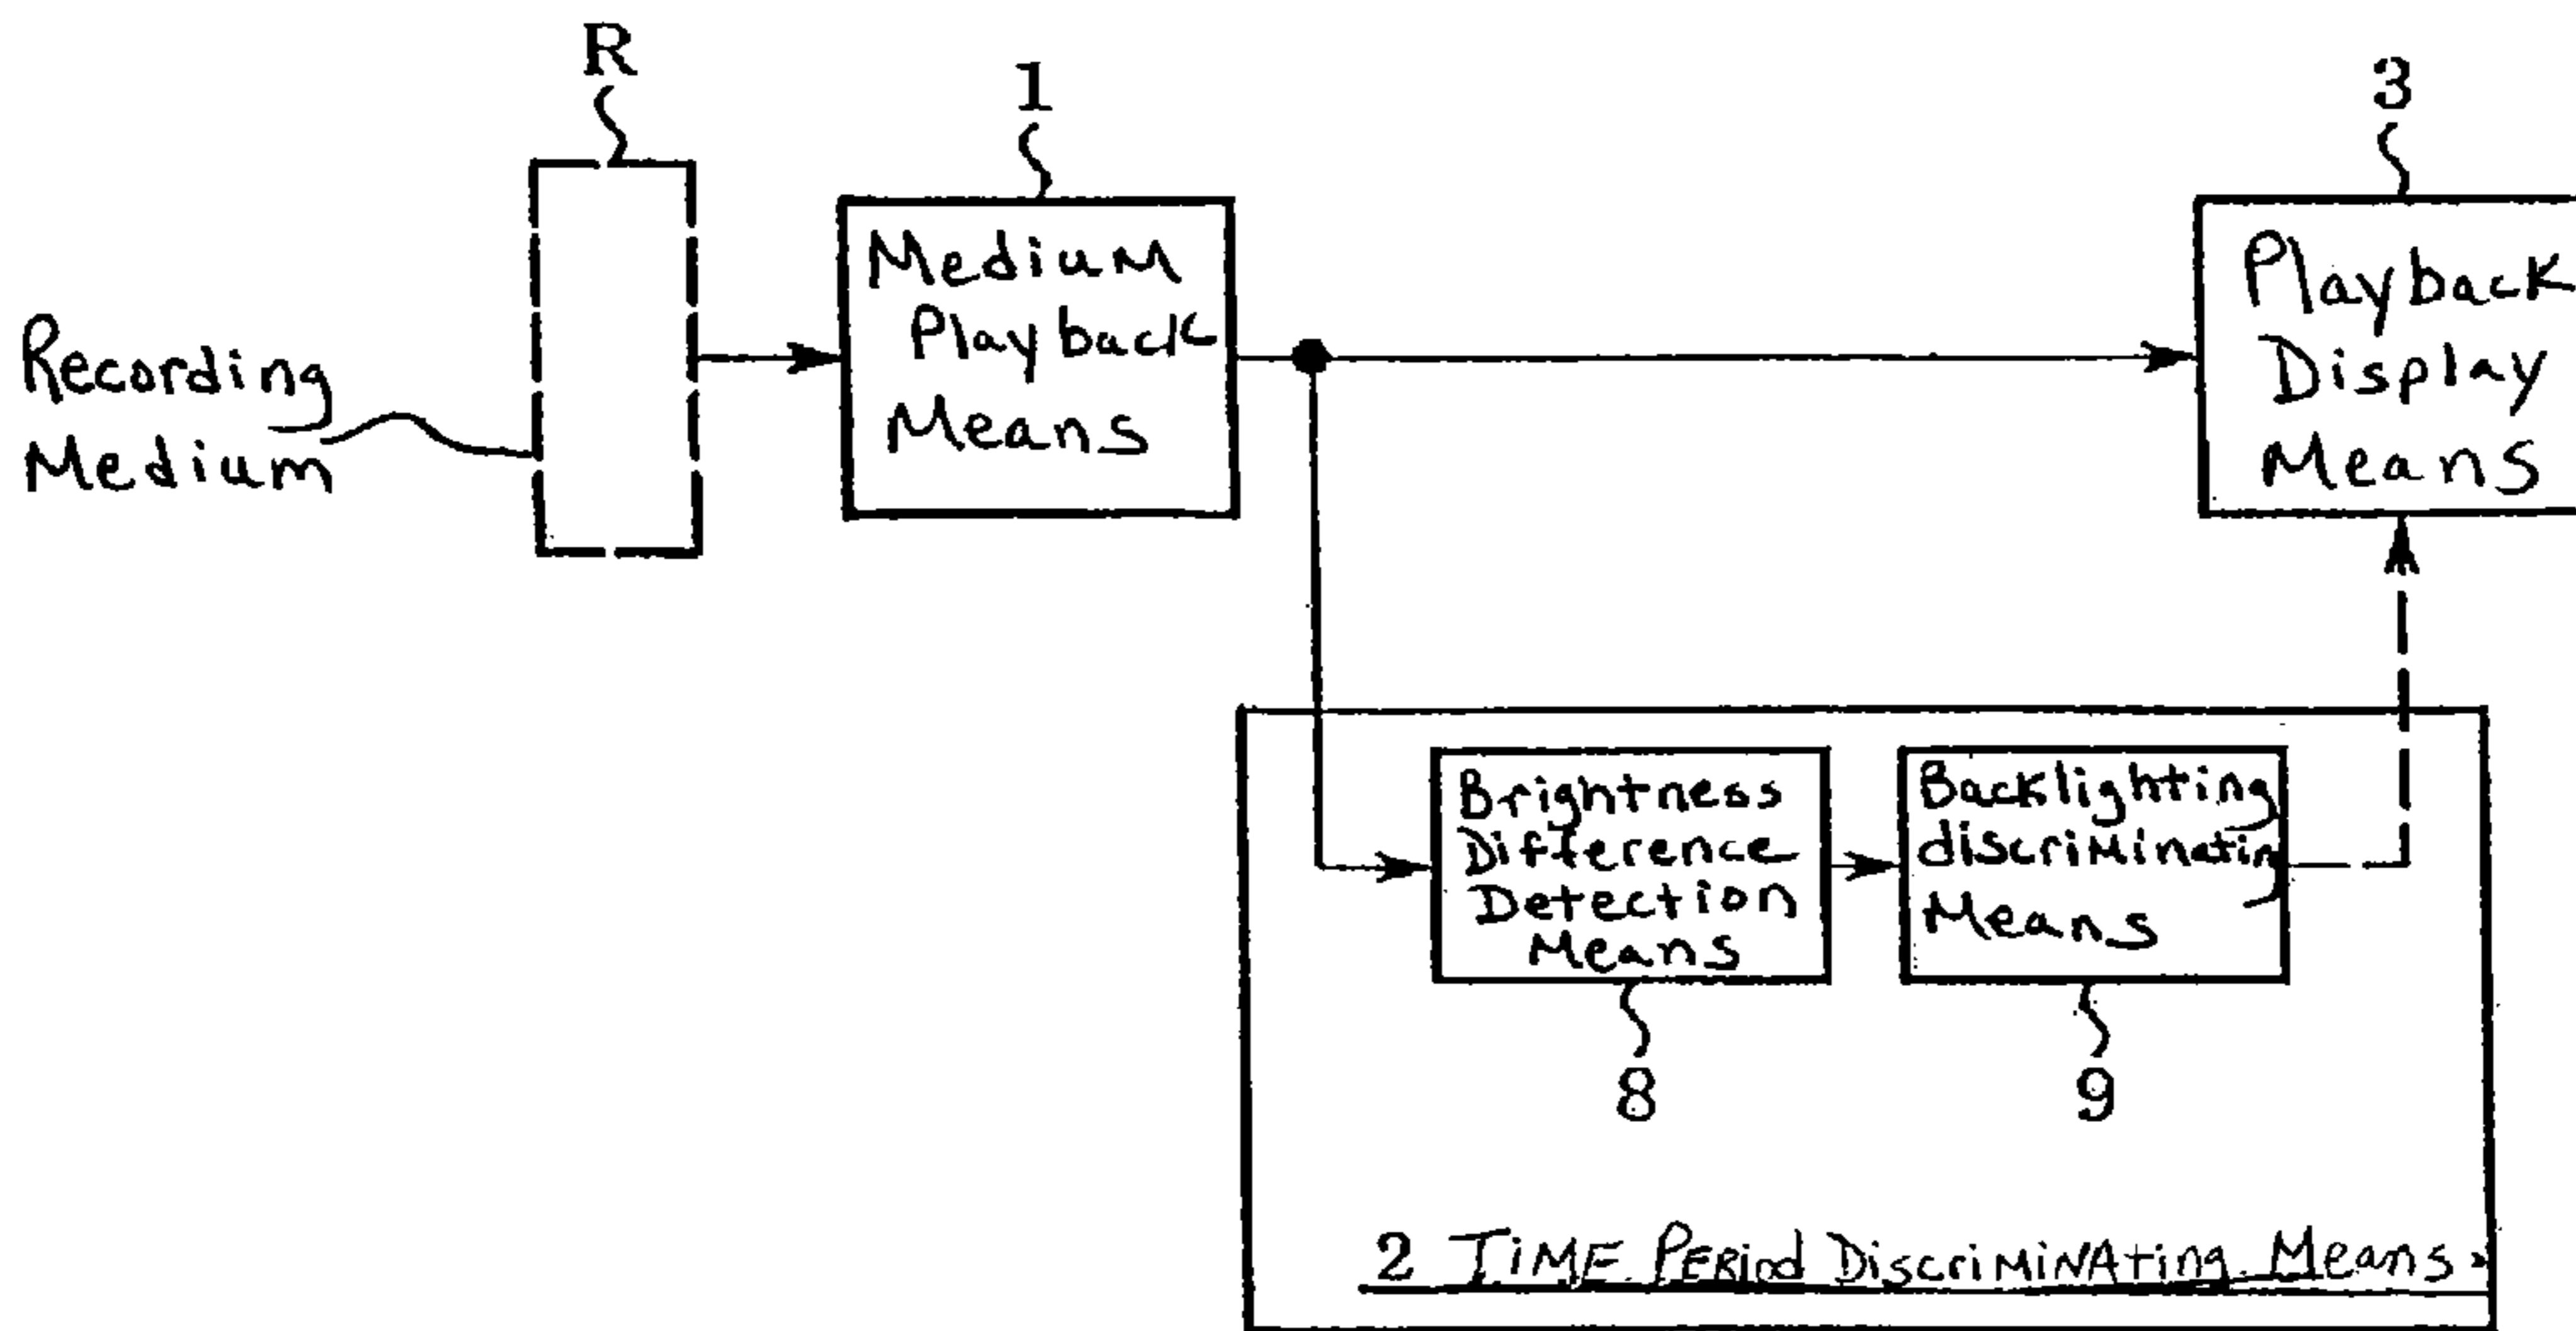 R
1
3
Recording
Medium
Medium
Playback
Means
Playback
Display
Means
Brightness
Difference
Detection
Means
Backlighting
discriminating
Means
8
9
2 TIME PERiod DiscriMiNAting Means